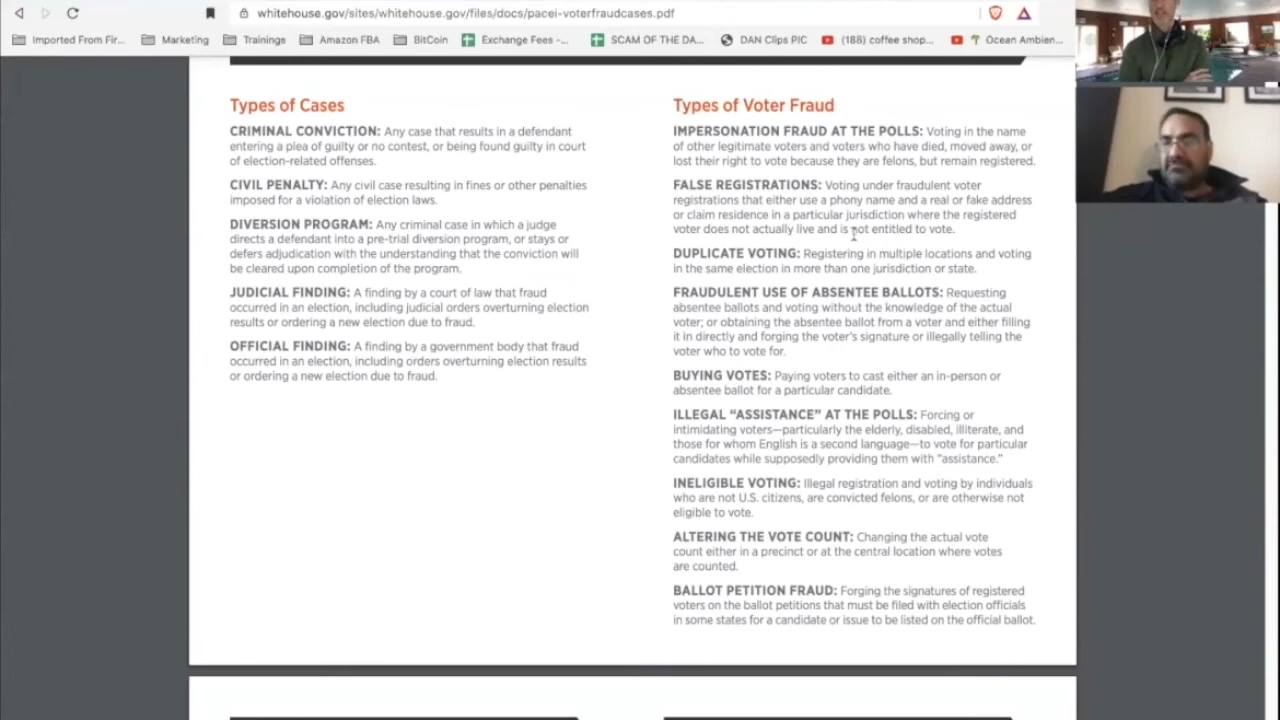 whitehouse.gov/sites/whitehouse.gov/files/docs/pacei-voterfraudcases.pdf
Imported From Fir... Marketing Trainings Amazon FBA BitCoin Exchange Fees -... SCAM OF THE DA... DAN Clips PIC (188) coffee shop... Ocean Ambien...
Types of Cases
CRIMINAL CONVICTION: Any case that results in a defendant
entering a plea of guilty or no contest, or being found guilty in court
of election-related offenses.
CIVIL PENALTY: Any civil case resulting in fines or other penalties
imposed for a violation of election laws.
DIVERSION PROGRAM: Any criminal case in which a judge
directs a defendant into a pre-trial diversion program, or stays or
defers adjudication with the understanding that the conviction will
be cleared upon completion of the program.
JUDICIAL FINDING: A finding by a court of law that fraud
occurred in an election, including judicial orders overturning election
results or ordering a new election due to fraud.
OFFICIAL FINDING: A finding by a government body that fraud
occurred in an election, including orders overturning election results
or ordering a new election due to fraud.
Types of Voter Fraud
IMPERSONATION FRAUD AT THE POLLS: Voting in the name
of other legitimate voters and voters who have died, moved away, or
lost their right to vote because they are felons, but remain registered.
FALSE REGISTRATIONS: Voting under fraudulent voter
registrations that either use a phony name and a real or fake address
or claim residence in a particular jurisdiction where the registered
voter does not actually live and is not entitled to vote.
DUPLICATE VOTING: Registering in multiple locations and voting
in the same election in more than one jurisdiction or state.
FRAUDULENT USE OF ABSENTEE BALLOTS: Requesting
absentee ballots and voting without the knowledge of the actual
voter; or obtaining the absentee ballot from a voter and either filling
it in directly and forging the voter's signature or illegally telling the
voter who to vote for.
BUYING VOTES: Paying voters to cast either an in-person or
absentee ballot for a particular candidate.
ILLEGAL “ASSISTANCE” AT THE POLLS: Forcing or
intimidating voters—particularly the elderly, disabled, illiterate, and
those for whom English is a second language—to vote for particular
candidates while supposedly providing them with “assistance.”
INELIGIBLE VOTING: Illegal registration and voting by individuals
who are not U.S. citizens, are convicted felons, or are otherwise not
eligible to vote.
ALTERING THE VOTE COUNT: Changing the actual vote
count either in a precinct or at the central location where votes
are counted.
BALLOT PETITION FRAUD: Forging the signatures of registered
voters on the ballot petitions that must be filed with election officials
in some states for a candidate or issue to be listed on the official ballot.